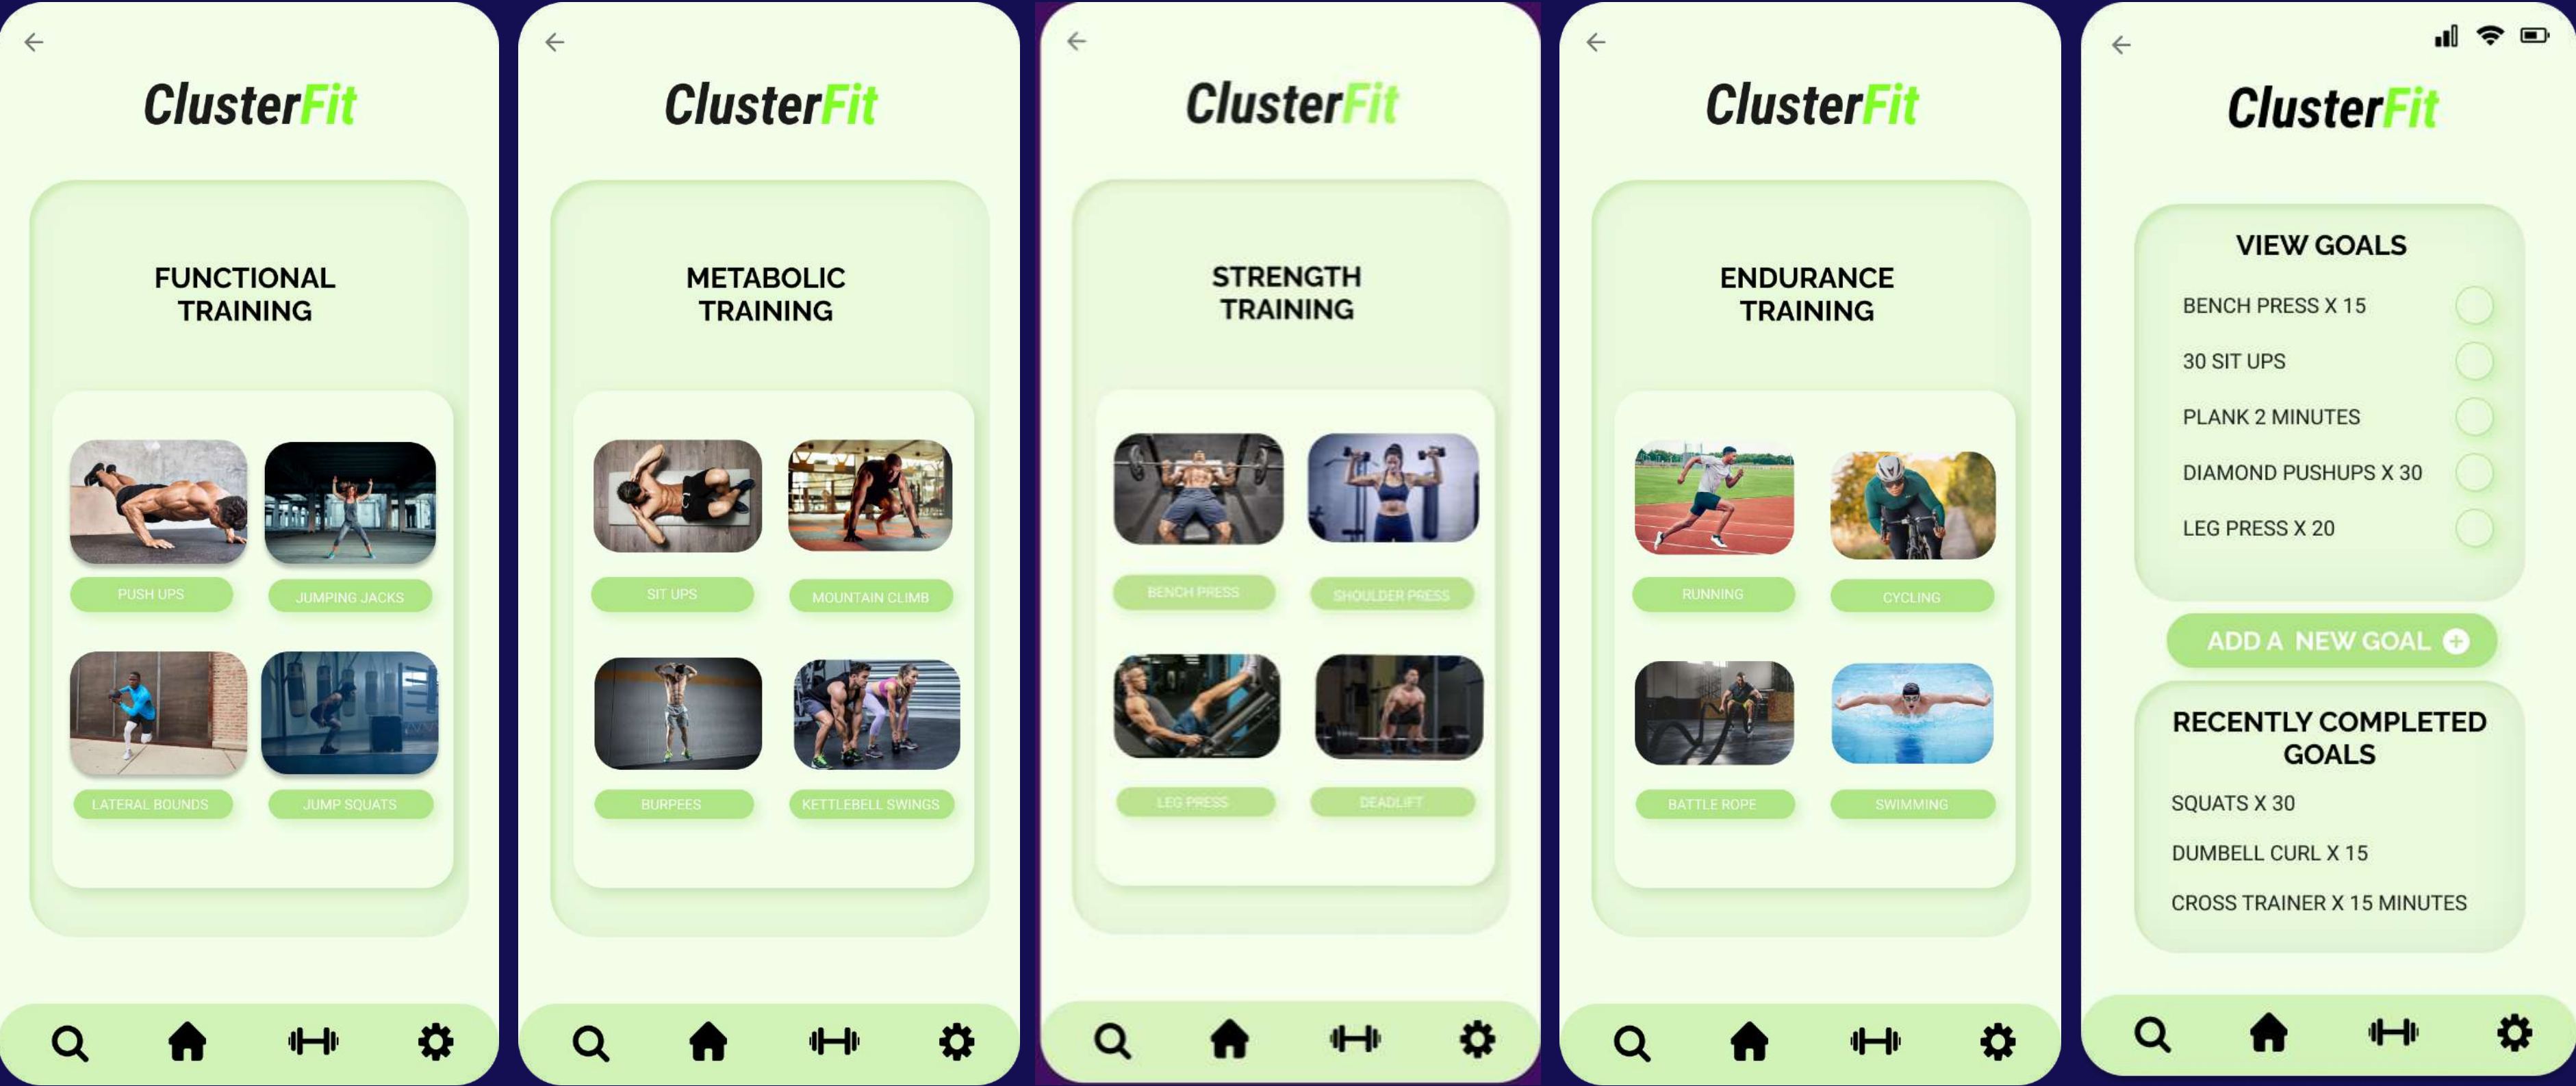 ClusterFit
FUNCTIONAL
TRAINING
PUSH UPS
JUMPING JACKS
LATERAL BOUNDS
JUMP SQUATS
ClusterFit
METABOLIC
TRAINING
SIT UPS
MOUNTAIN CLIMB
BURPEES
KETTLEBELL SWINGS
ClusterFit
STRENGTH
TRAINING
BENCH PRESS
SHOULDER PRESS
LEG PRESS
DEADLIFT
ClusterFit
ENDURANCE
TRAINING
RUNNING
CYCLING
BATTLE ROPE
SWIMMING
ClusterFit
VIEW GOALS
BENCH PRESS X 15
30 SIT UPS
PLANK 2 MINUTES
DIAMOND PUSHUPS X 30
LEG PRESS X 20
ADD A NEW GOAL
RECENTLY COMPLETED
GOALS
SQUATS X 30
DUMBELL CURL X 15
CROSS TRAINER X 15 MINUTES